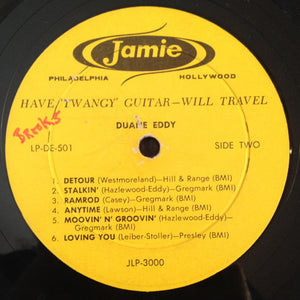 Jamie
PHILADELPHIA HOLLYWOOD
HAVE 'TWANGY' GUITAR—WILL TRAVEL
DUANE EDDY
BROOKS
LP-DE-501 SIDE TWO
1. DETOUR (Westmoreland)—Hill & Range (BMI)
2. STALKIN' (Hazlewood-Eddy)—Gregmark (BMI)
3. RAMROD (Casey)—Gregmark (BMI)
4. ANYTIME (Lawson)—Hill & Range (BMI)
5. MOOVIN' N' GROOVIN' (Hazlewood-Eddy)—
Gregmark (BMI)
6. LOVING YOU (Leiber-Stoller)—Presley (BMI)
JLP-3000